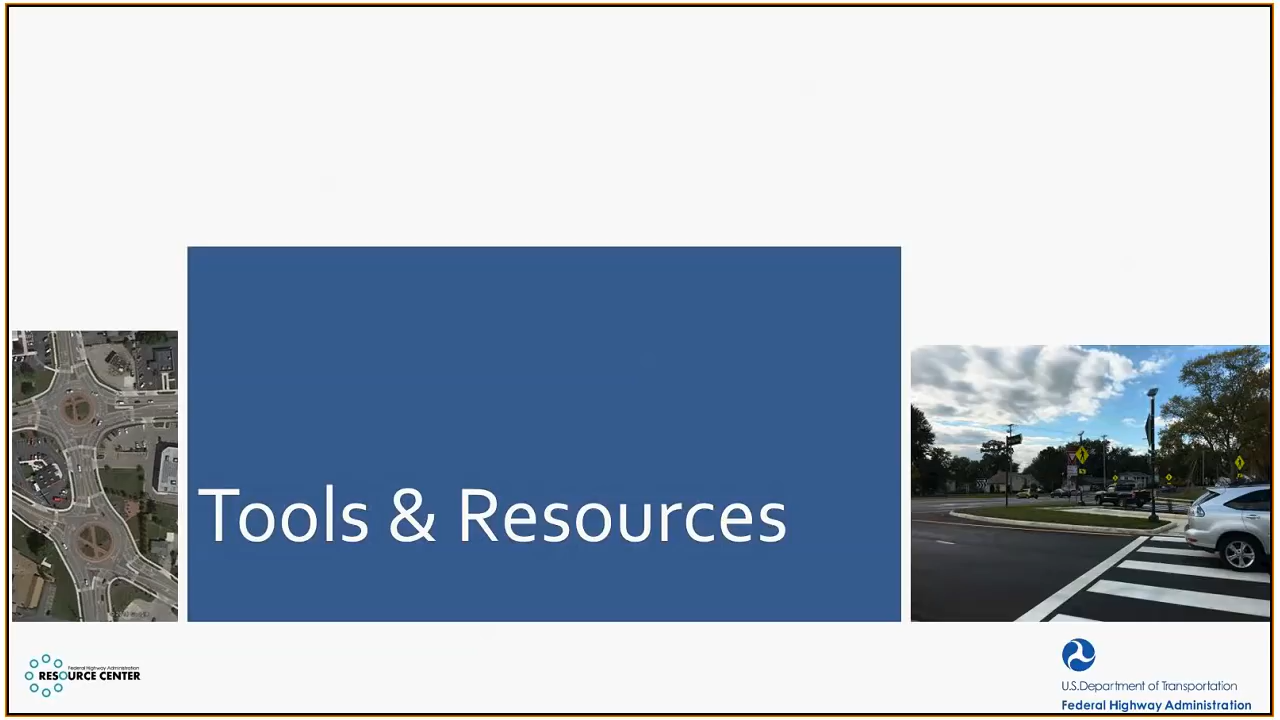 Tools & Resources
Federal Highway Administration
RESOURCE CENTER
U.S.Department of Transportation
Federal Highway Administration